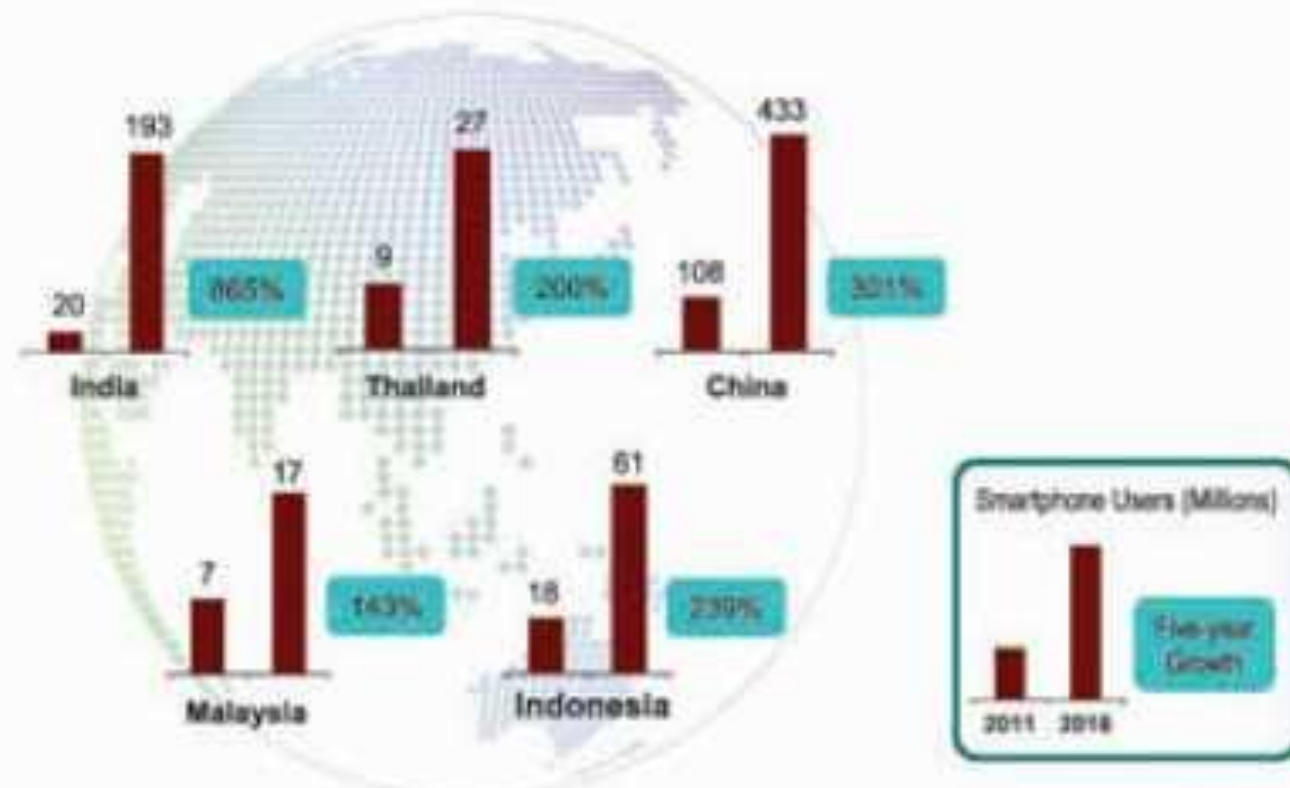 193
20
865%
India
27
9
200%
Thailand
433
108
301%
China
17
7
143%
Malaysia
61
18
239%
Indonesia
Smartphone Users (Millions)
Five-year
Growth
2011 2016